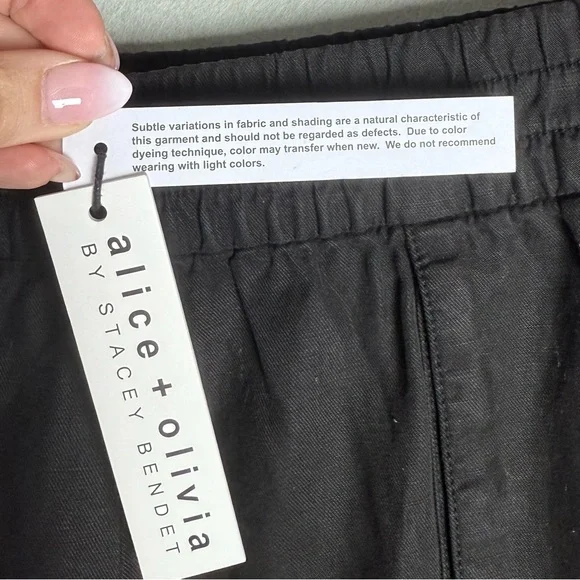 Subtle variations in fabric and shading are a natural characteristic of
this garment and should not be regarded as defects. Due to color
dyeing technique, color may transfer when new. We do not recommend
wearing with light colors.
alice + olivia
BY STACEY BENDET